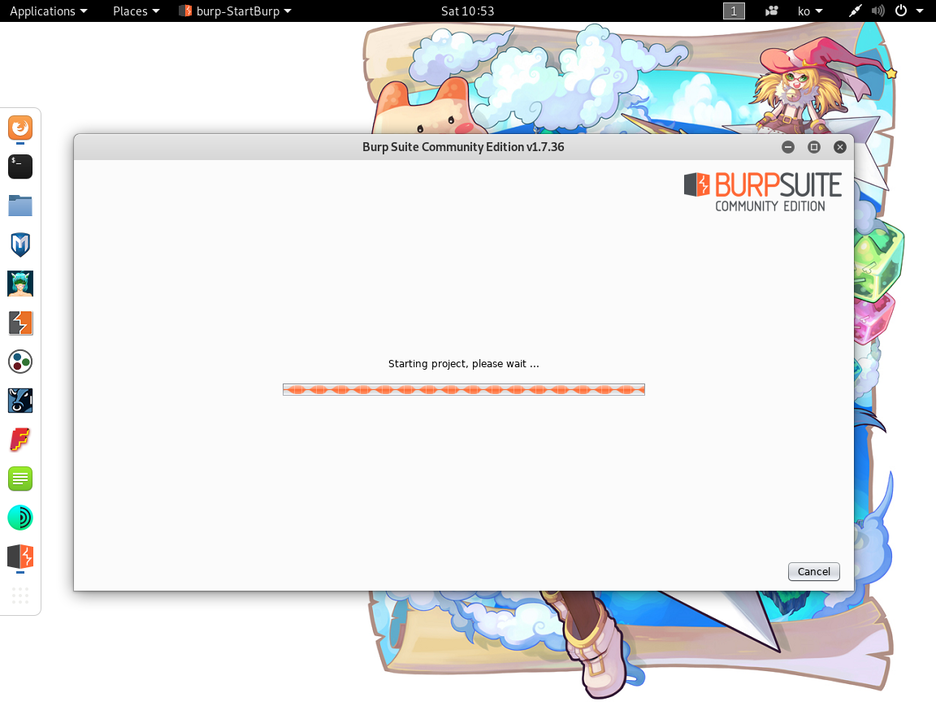 Applications
Places
burp-StartBurp
Sat 10:53
1
ko
Burp Suite Community Edition v1.7.36
BURPSUITE
COMMUNITY EDITION
Starting project, please wait ...
Cancel